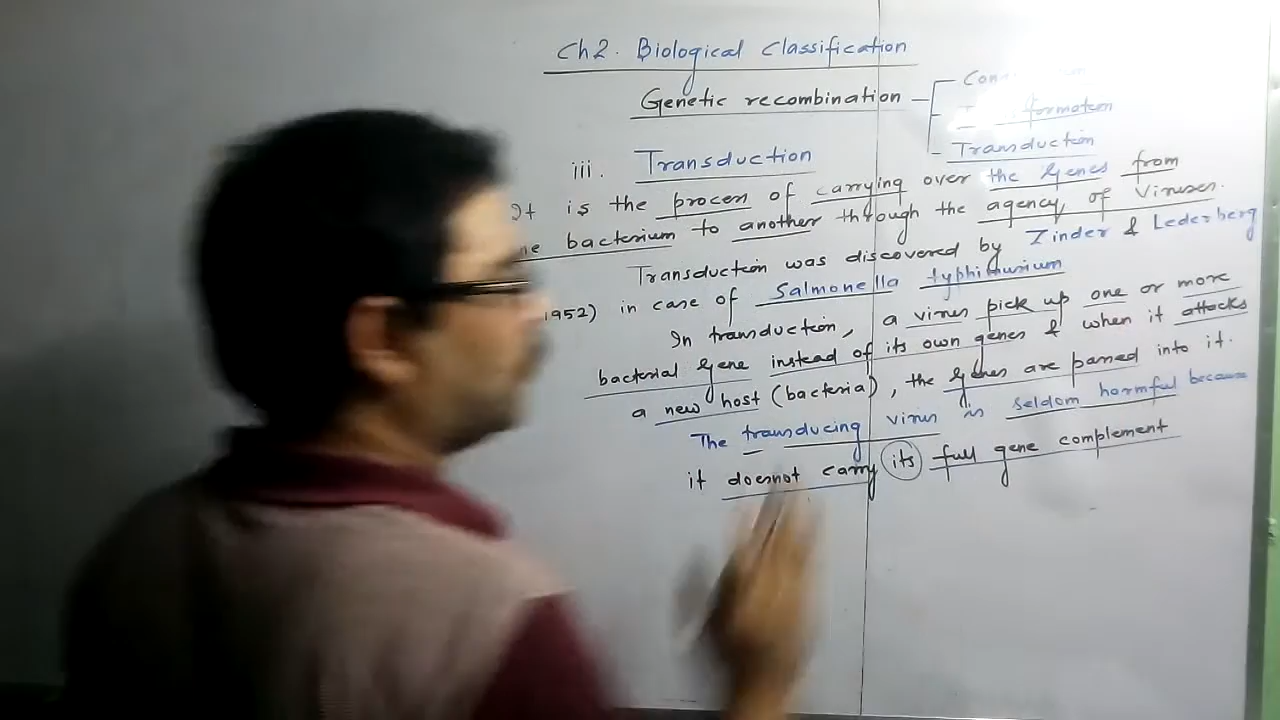 Ch2. Biological Classification
Genetic recombination
Transduction
iii. Transduction
It is the process of carrying over the genes from
bacterium to another through the agency of viruses.
Transduction was discovered by Zinder & Lederberg
1952) in case of Salmonella typhimurium
In transduction, a virus pick up one or more
bacterial gene instead of its own genes & when it attacks
a new host (bacteria), the genes are passed into it.
The transducing virus is seldom harmful because
it doesnot carry its full gene complement